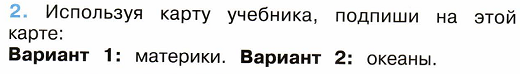 2. Используя карту учебника, подпиши на этой
карте:
Вариант 1: материки. Вариант 2: океаны.